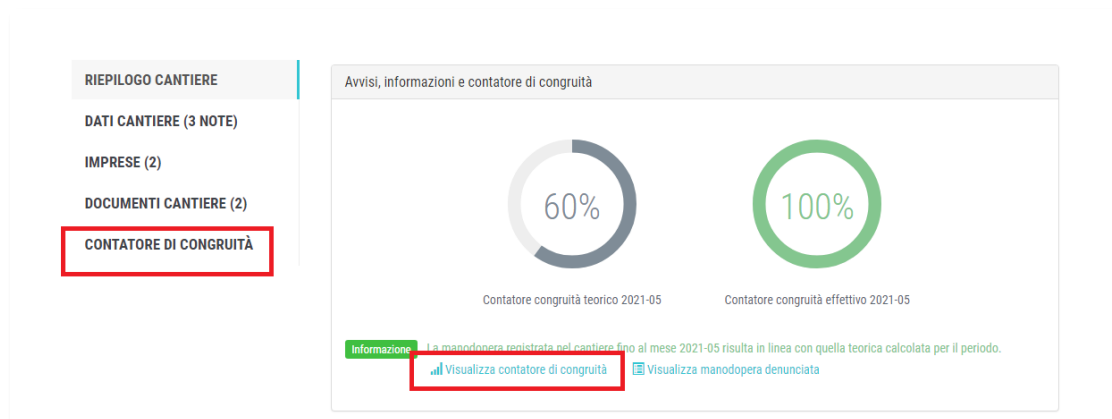 RIEPILOGO CANTIERE
DATI CANTIERE (3 NOTE)
IMPRESE (2)
DOCUMENTI CANTIERE (2)
CONTATORE DI CONGRUITÀ
Avvisi, informazioni e contatore di congruità
60%
100%
Contatore congruità teorico 2021-05
Contatore congruità effettivo 2021-05
Informazione La manodopera registrata nel cantiere fino al mese 2021-05 risulta in linea con quella teorica calcolata per il periodo.
Visualizza contatore di congruità Visualizza manodopera denunciata